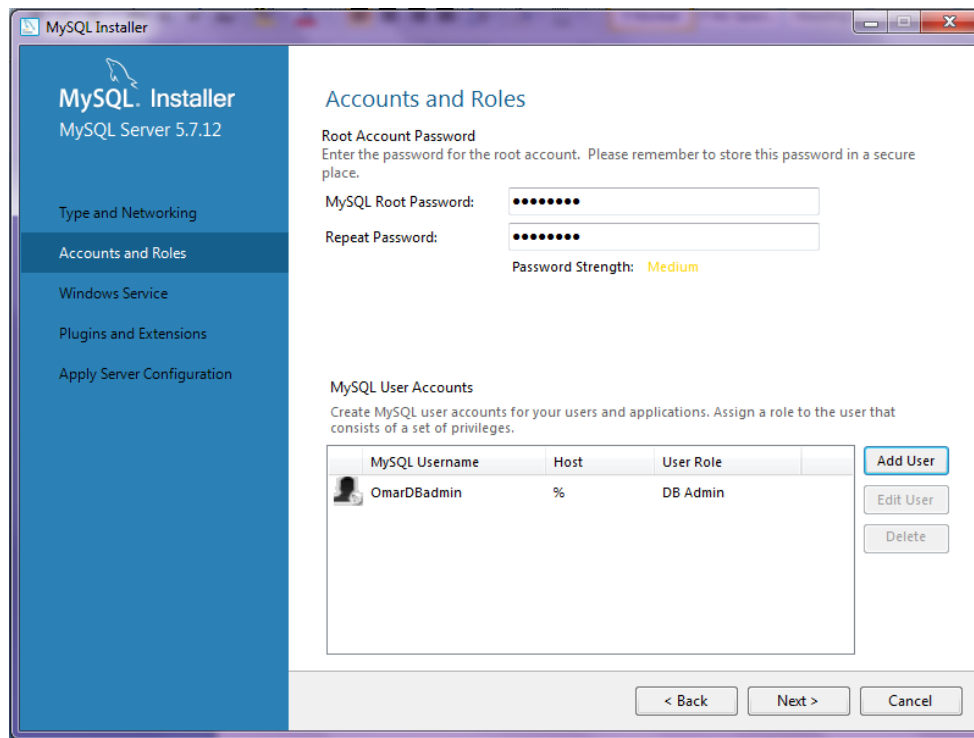 MySQL Installer
MySQL. Installer
MySQL Server 5.7.12
Type and Networking
Accounts and Roles
Windows Service
Plugins and Extensions
Apply Server Configuration
Accounts and Roles
Root Account Password
Enter the password for the root account. Please remember to store this password in a secure
place.
MySQL Root Password: ●●●●●●●●
Repeat Password: ●●●●●●●●
Password Strength: Medium
MySQL User Accounts
Create MySQL user accounts for your users and applications. Assign a role to the user that
consists of a set of privileges.
MySQL Username Host User Role
OmarDBadmin % DB Admin
Add User
Edit User
Delete
< Back Next > Cancel